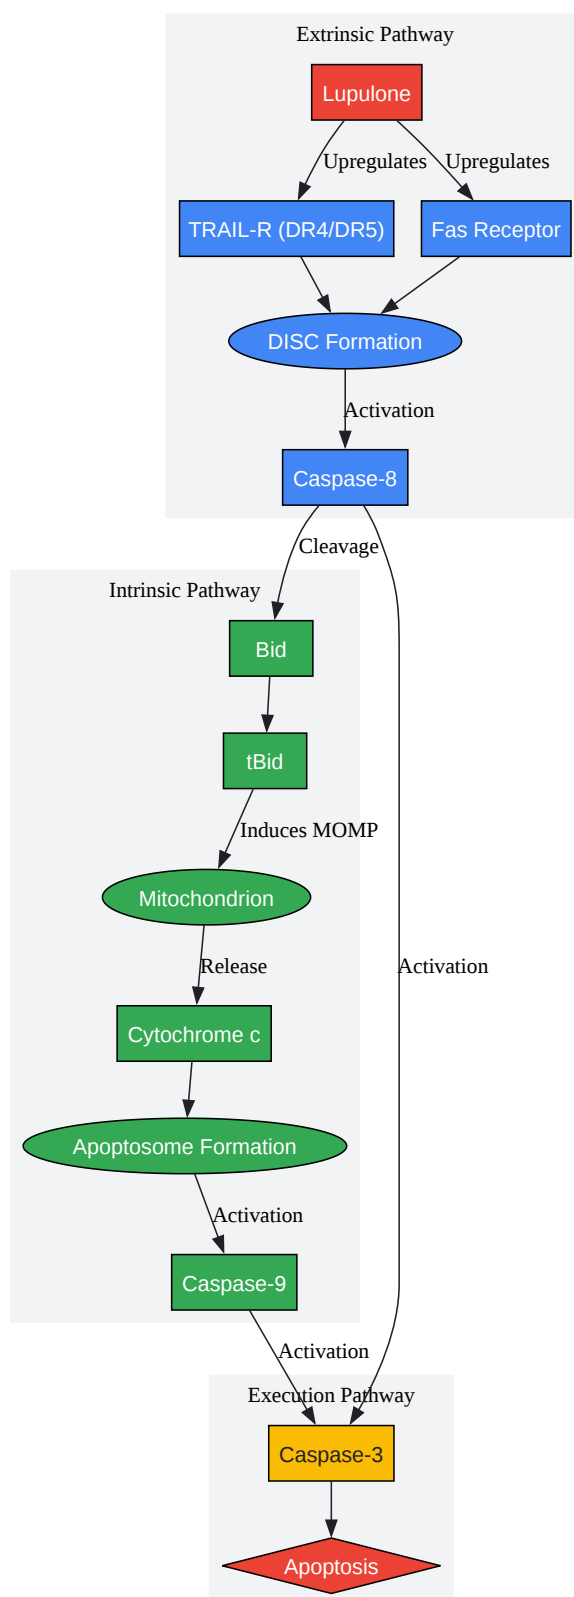 Extrinsic Pathway
Lupulone
Upregulates
Upregulates
TRAIL-R (DR4/DR5)
Fas Receptor
DISC Formation
Activation
Caspase-8
Cleavage
Intrinsic Pathway
Bid
tBid
Induces MOMP
Mitochondrion
Release
Activation
Cytochrome c
Apoptosome Formation
Activation
Caspase-9
Activation
Execution Pathway
Caspase-3
Apoptosis